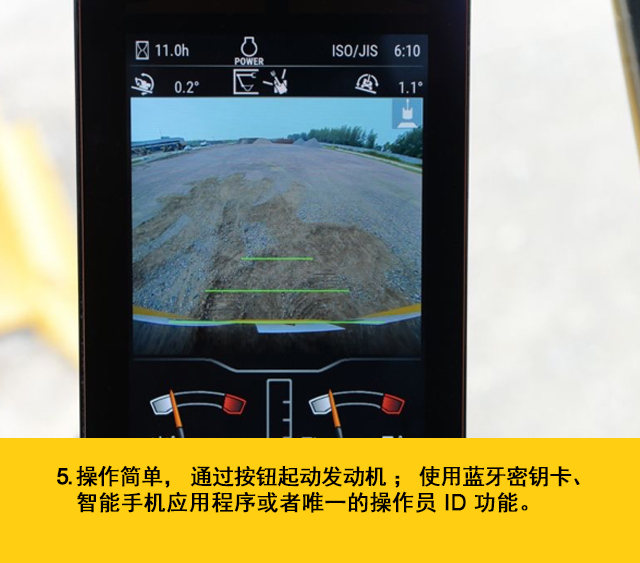 11.0h
POWER
ISO/JIS 6:10
0.2°
1.1°
5. 操作简单， 通过按钮起动发动机； 使用蓝牙密钥卡、
智能手机应用程序或者唯一的操作员 ID 功能。